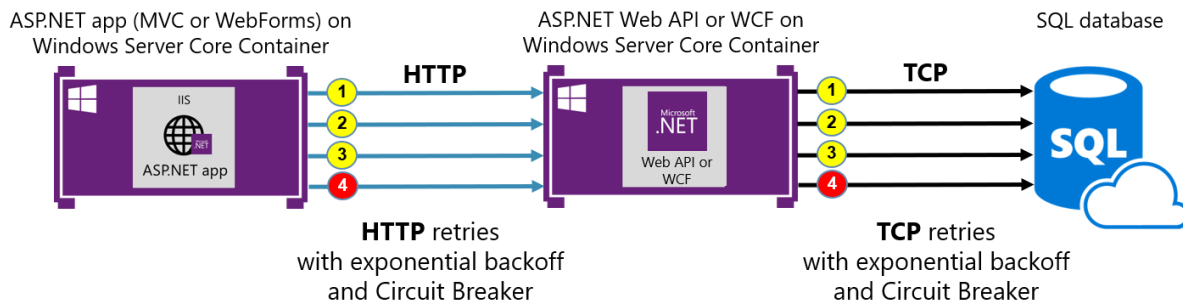 ASP.NET app (MVC or WebForms) on
Windows Server Core Container
ASP.NET Web API or WCF on
Windows Server Core Container
SQL database
HTTP
TCP
IIS
.NET
ASP.NET app
1
2
3
4
Microsoft
.NET
Web API or
WCF
1
2
3
4
SQL
HTTP retries
with exponential backoff
and Circuit Breaker
TCP retries
with exponential backoff
and Circuit Breaker